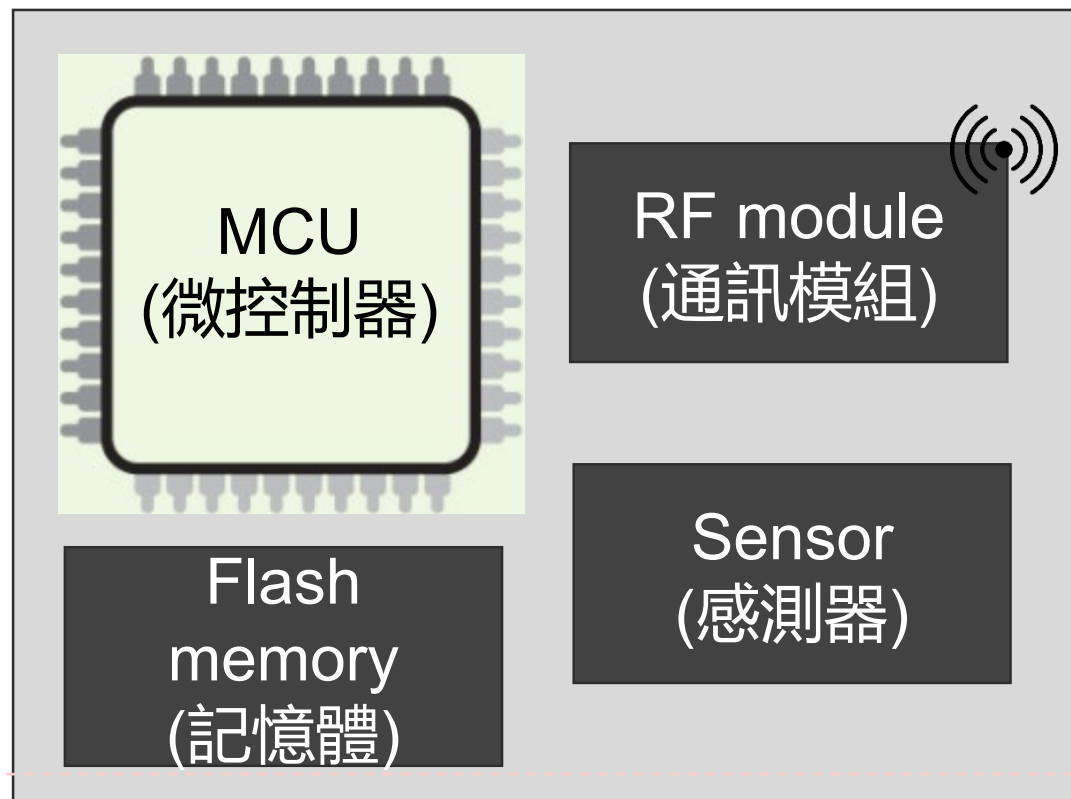 MCU
(微控制器)
RF module
(通訊模組)
Flash
memory
(記憶體)
Sensor
(感測器)